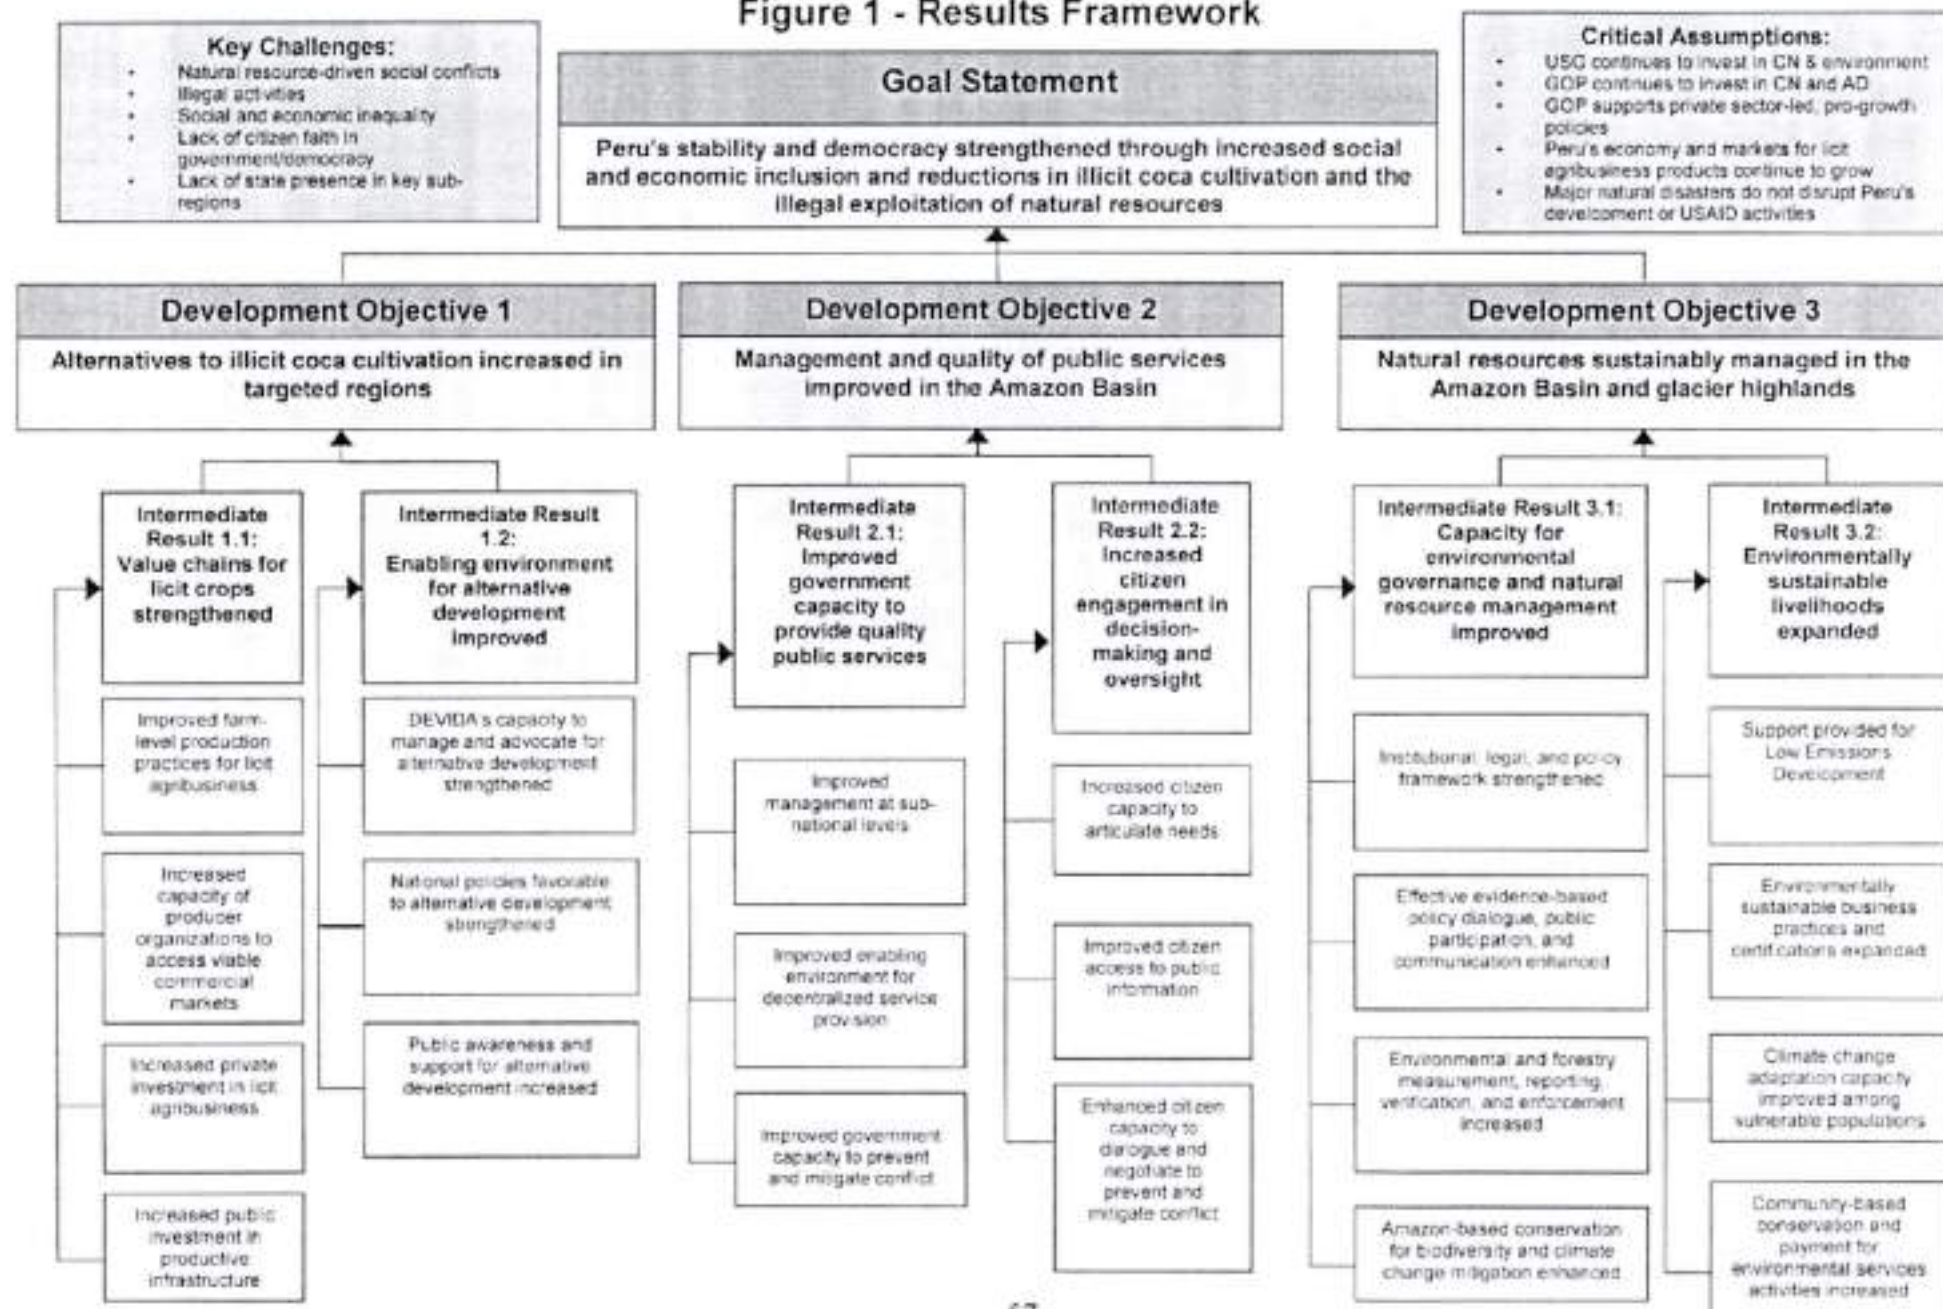 Figure 1 - Results Framework
Key Challenges:
• Natural resource-driven social conflicts
• Illegal activities
• Social and economic inequality
• Lack of citizen faith in
government/democracy
• Lack of state presence in key sub-
regions
Goal Statement
Peru's stability and democracy strengthened through increased social
and economic inclusion and reductions in illicit coca cultivation and the
illegal exploitation of natural resources
Critical Assumptions:
• USG continues to invest in CN & environment
• GOP continues to invest in CN and AD
• GOP supports private sector-led, pro-growth
policies
• Peru's economy and markets for licit
agribusiness products continue to grow
• Major natural disasters do not disrupt Peru's
development or USAID activities
Development Objective 1
Alternatives to illicit coca cultivation increased in
targeted regions
Development Objective 2
Management and quality of public services
improved in the Amazon Basin
Development Objective 3
Natural resources sustainably managed in the
Amazon Basin and glacier highlands
Intermediate
Result 1.1:
Value chains for
licit crops
strengthened
Improved farm-
level production
practices for licit
agribusiness
Increased
capacity of
producer
organizations to
access viable
commercial
markets
Increased private
investment in licit
agribusiness
Increased public
investment in
productive
infrastructure
Intermediate Result
1.2:
Enabling environment
for alternative
development
improved
DEVIDA's capacity to
manage and advocate for
alternative development
strengthened
National policies favorable
to alternative development
strengthened
Public awareness and
support for alternative
development increased
Intermediate
Result 2.1:
Improved
government
capacity to
provide quality
public services
Improved
management at sub-
national levels
Improved enabling
environment for
decentralized service
provision
Improved government
capacity to prevent
and mitigate conflict
Intermediate
Result 2.2:
Increased
citizen
engagement in
decision-
making and
oversight
Increased citizen
capacity to
articulate needs
Improved citizen
access to public
information
Enhanced citizen
capacity to
dialogue and
negotiate to
prevent and
mitigate conflict
Intermediate Result 3.1:
Capacity for
environmental
governance and natural
resource management
improved
Institutional, legal, and policy
framework strengthened
Effective evidence-based
policy dialogue, public
participation, and
communication enhanced
Environmental and forestry
measurement, reporting,
verification, and enforcement
increased
Amazon-based conservation
for biodiversity and climate
change mitigation enhanced
Intermediate
Result 3.2:
Environmentally
sustainable
livelihoods
expanded
Support provided for
Low Emissions
Development
Environmentally
sustainable business
practices and
certifications expanded
Climate change
adaptation capacity
improved among
vulnerable populations
Community-based
conservation and
payment for
environmental services
activities increased